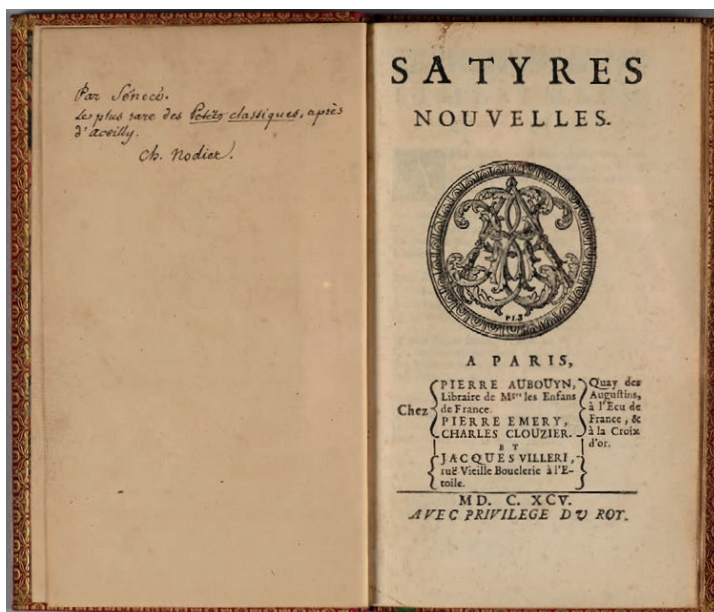 Par Sénecé.
Le plus rare des Petits classiques, après
d'aceilly.
Ch. Nodier.
SATYRES
NOUVELLES.
A PARIS,
Chez
PIERRE AUBOUYN,
Libraire de Msrs les Enfans
de France.
PIERRE EMERY,
CHARLES CLOUZIER.
ET
JACQUES VILLERI,
ruë Vieille Bouclerie à l'E-
toile.
Quay des
Augustins,
à l'Ecu de
France, &
à la Croix
d'or.
MD. C. XCV.
AVEC PRIVILEGE DU ROY.